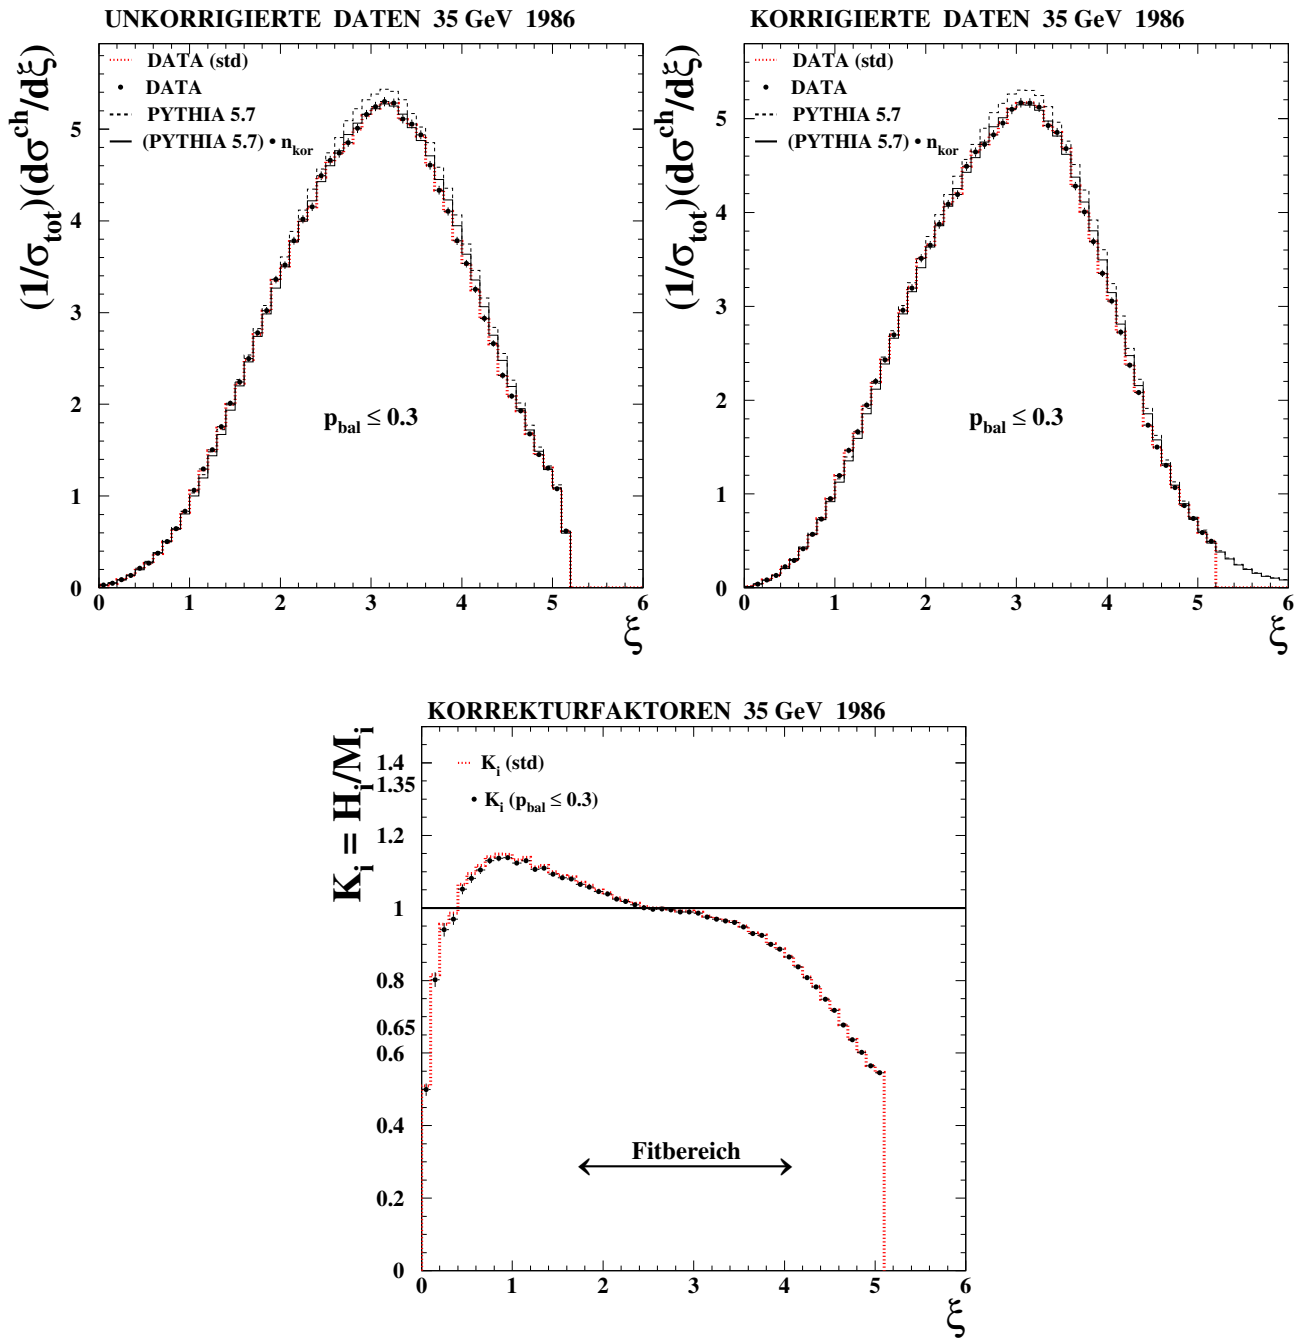 UNKORRIGIERTE DATEN 35 GeV 1986
(1/σ_tot)(dσ^ch/dξ)
DATA (std)
DATA
PYTHIA 5.7
(PYTHIA 5.7) • n_kor
p_bal ≤ 0.3
5
4
3
2
1
0
0 1 2 3 4 5 6
ξ
KORRIGIERTE DATEN 35 GeV 1986
(1/σ_tot)(dσ^ch/dξ)
DATA (std)
DATA
PYTHIA 5.7
(PYTHIA 5.7) • n_kor
p_bal ≤ 0.3
5
4
3
2
1
0
0 1 2 3 4 5 6
ξ
KORREKTURFAKTOREN 35 GeV 1986
K_i = H_i/M_i
K_i (std)
K_i (p_bal ≤ 0.3)
1.4
1.35
1.2
1
0.8
0.65
0.6
0.4
0.2
0
Fitbereich
0 1 2 3 4 5 6
ξ